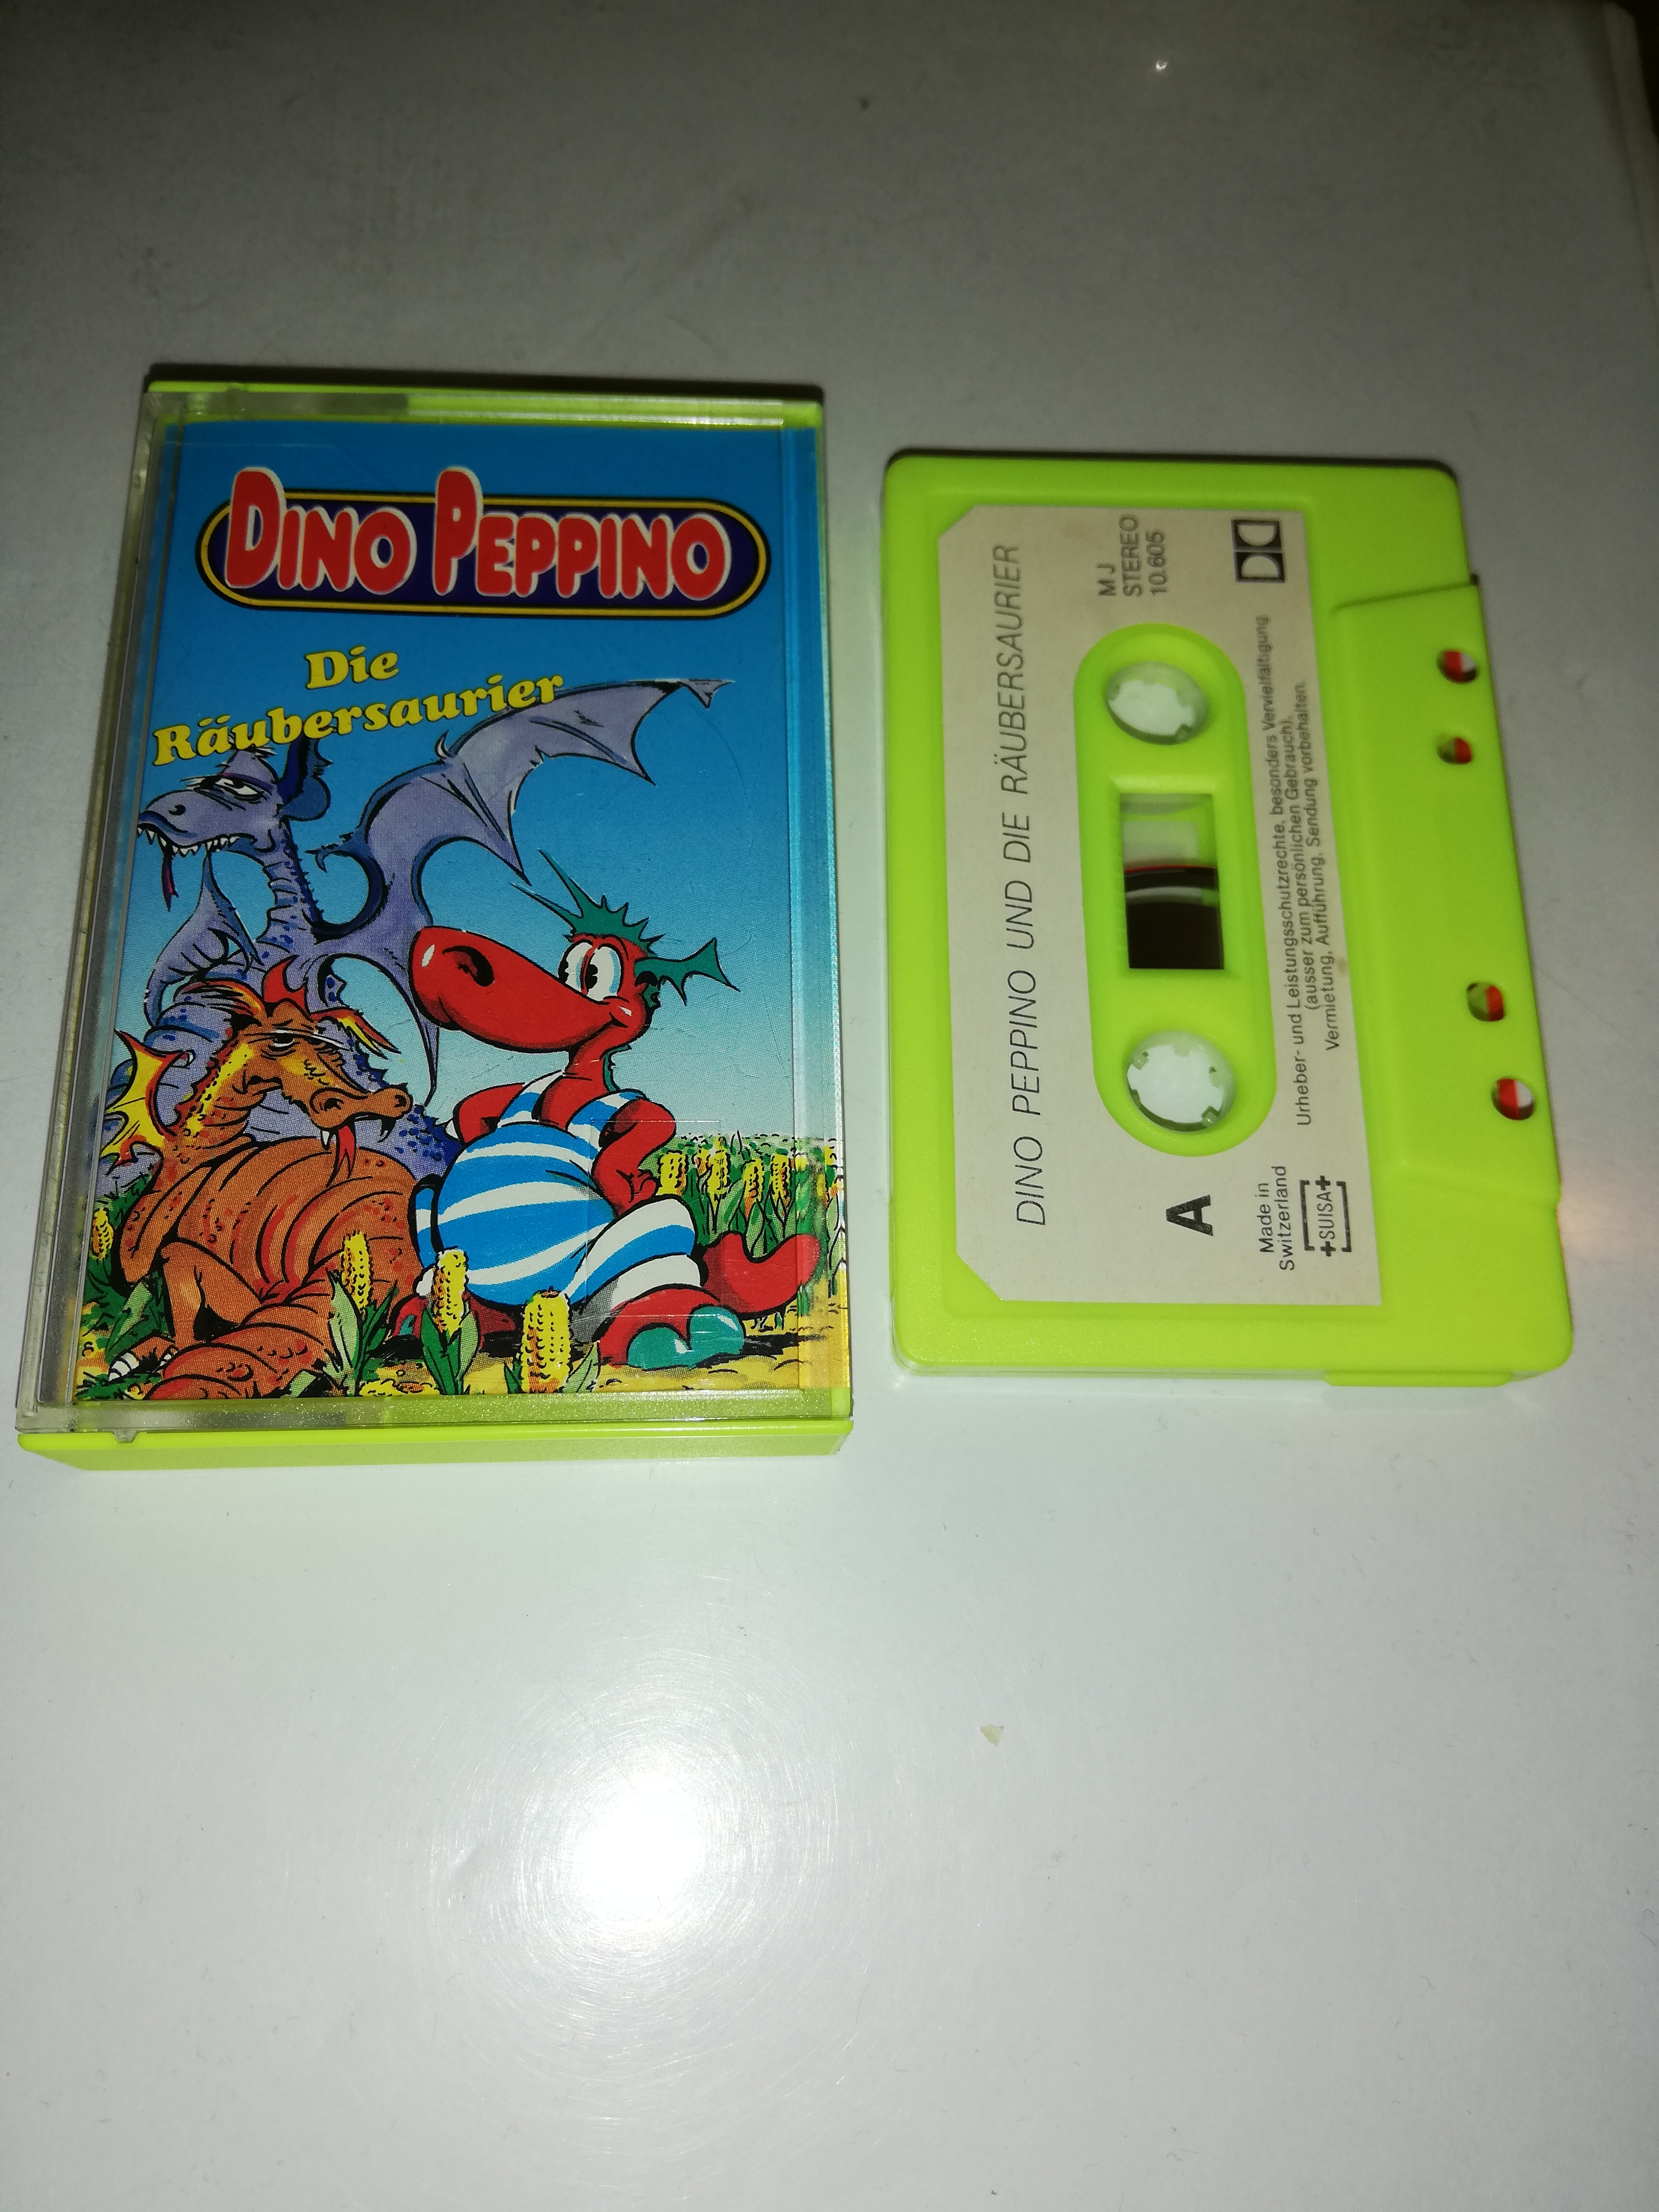 DINO PEPPINO
Die
Räubersaurier
DINO PEPPINO UND DIE RÄUBERSAURIER
M J
STEREO
10.605
A
Made in
Switzerland
+SUISA+
Urheber- und Leistungsschutzrechte, besonders Vervielfältigung
(ausser zum persönlichen Gebrauch),
Vermietung, Aufführung, Sendung vorbehalten.